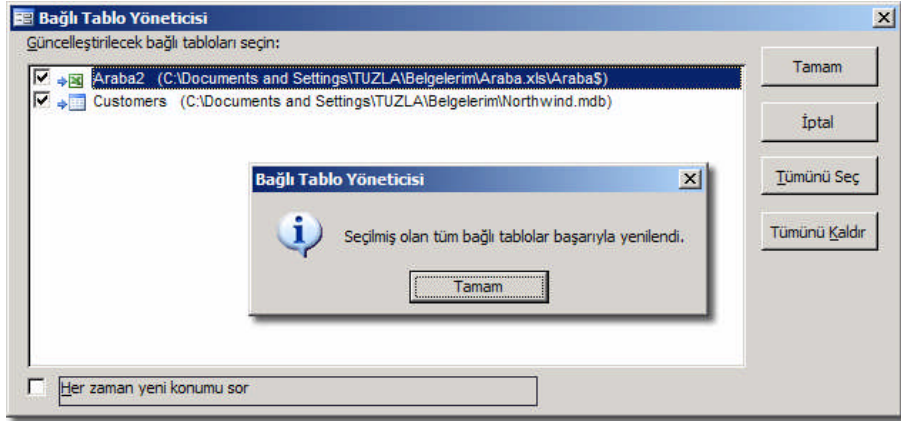 Bağlı Tablo Yöneticisi
Güncelleştirilecek bağlı tabloları seçin:
Araba2 (C:\Documents and Settings\TUZLA\Belgelerim\Araba.xls\Araba$)
Customers (C:\Documents and Settings\TUZLA\Belgelerim\Northwind.mdb)
Tamam
İptal
Tümünü Seç
Tümünü Kaldır
Bağlı Tablo Yöneticisi
Seçilmiş olan tüm bağlı tablolar başarıyla yenilendi.
Tamam
Her zaman yeni konumu sor